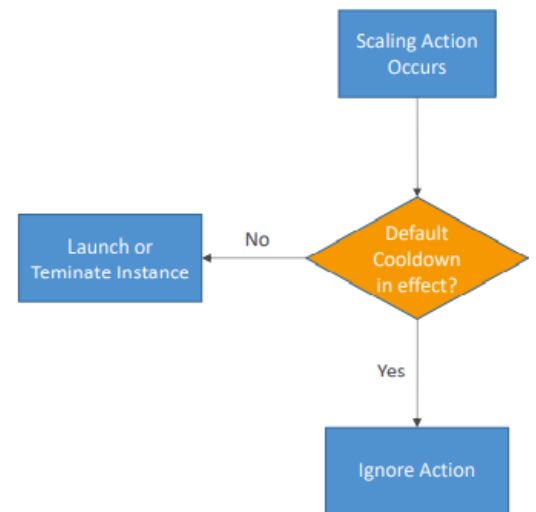 Scaling Action
Occurs
Default
Cooldown
in effect?
No
Launch or
Teminate Instance
Yes
Ignore Action